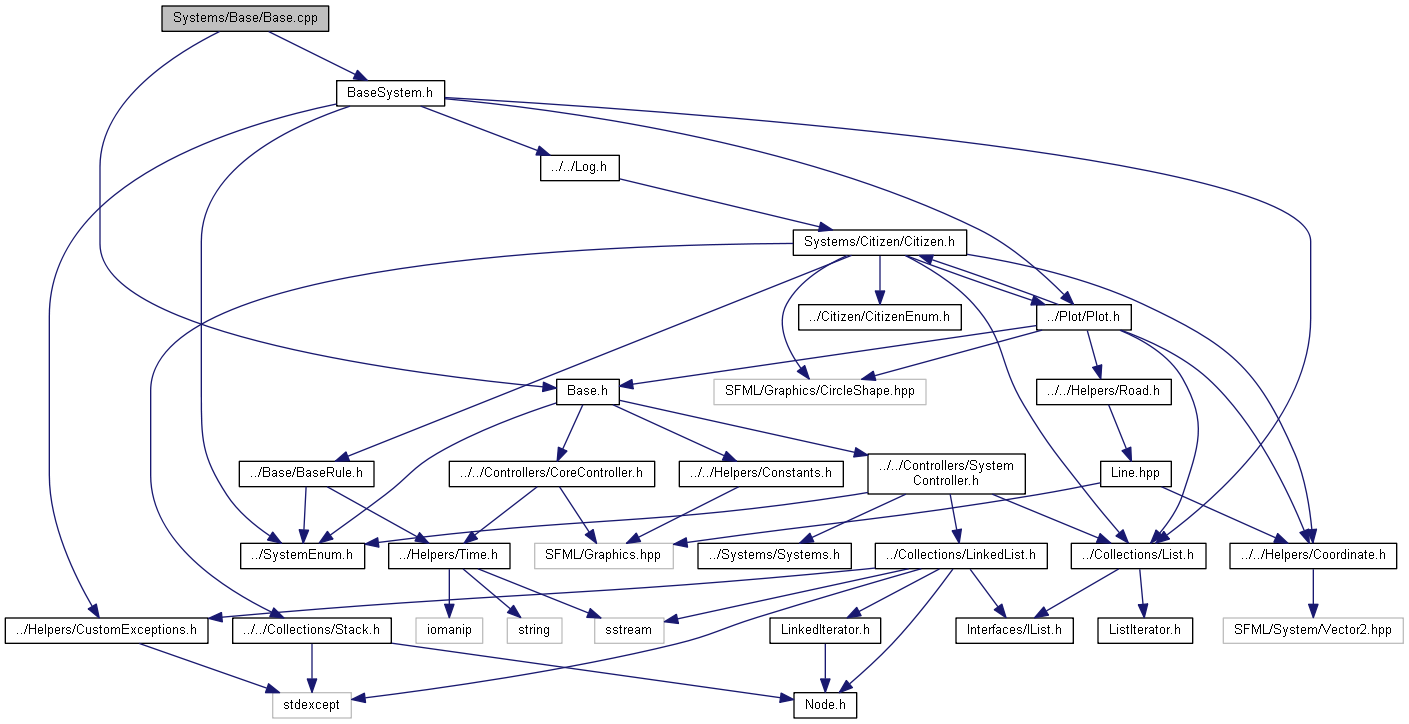 Systems/Base/Base.cpp
BaseSystem.h
../../Log.h
Systems/Citizen/Citizen.h
../Citizen/CitizenEnum.h
../Plot/Plot.h
Base.h
SFML/Graphics/CircleShape.hpp
../../Helpers/Road.h
../Base/BaseRule.h
../../Controllers/CoreController.h
../../Helpers/Constants.h
../../Controllers/System
Controller.h
Line.hpp
../SystemEnum.h
../Helpers/Time.h
SFML/Graphics.hpp
../Systems/Systems.h
../Collections/LinkedList.h
../Collections/List.h
../../Helpers/Coordinate.h
../Helpers/CustomExceptions.h
../../Collections/Stack.h
iomanip
string
sstream
LinkedIterator.h
Interfaces/IList.h
ListIterator.h
SFML/System/Vector2.hpp
stdexcept
Node.h